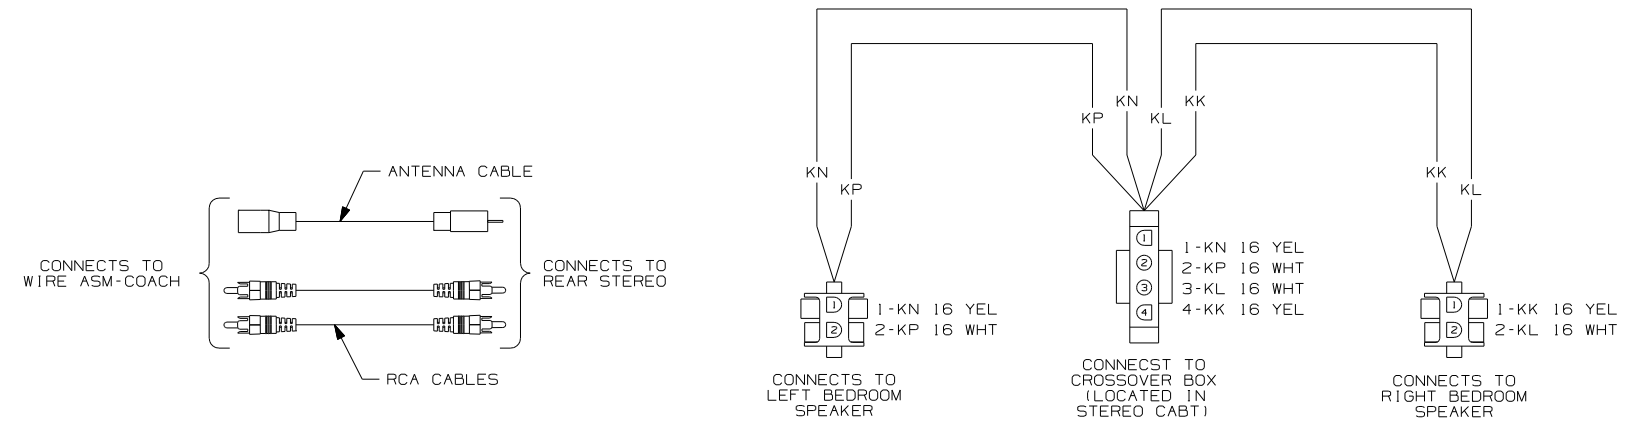 ANTENNA CABLE
CONNECTS TO
WIRE ASM-COACH
CONNECTS TO
REAR STEREO
RCA CABLES
KN
KP
KP
KN
KL
KK
KK
KL
1
2
1-KN 16 YEL
2-KP 16 WHT
CONNECTS TO
LEFT BEDROOM
SPEAKER
1
2
3
4
1-KN 16 YEL
2-KP 16 WHT
3-KL 16 WHT
4-KK 16 YEL
CONNECST TO
CROSSOVER BOX
(LOCATED IN
STEREO CABT)
1
2
1-KK 16 YEL
2-KL 16 WHT
CONNECTS TO
RIGHT BEDROOM
SPEAKER